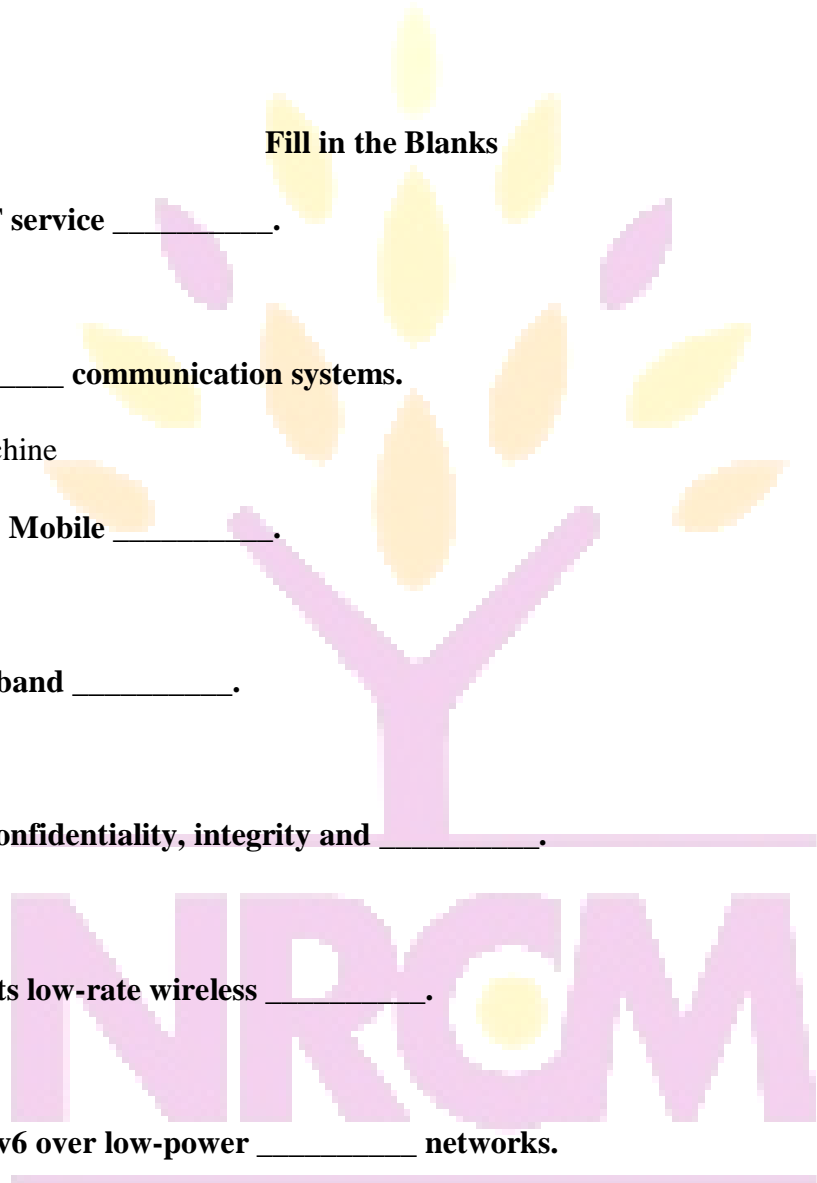 Fill in the Blanks
service __________.
____ communication systems.
chine
Mobile __________.
band __________.
onfidentiality, integrity and __________.
ts low-rate wireless __________.
v6 over low-power __________ networks.
NRCM